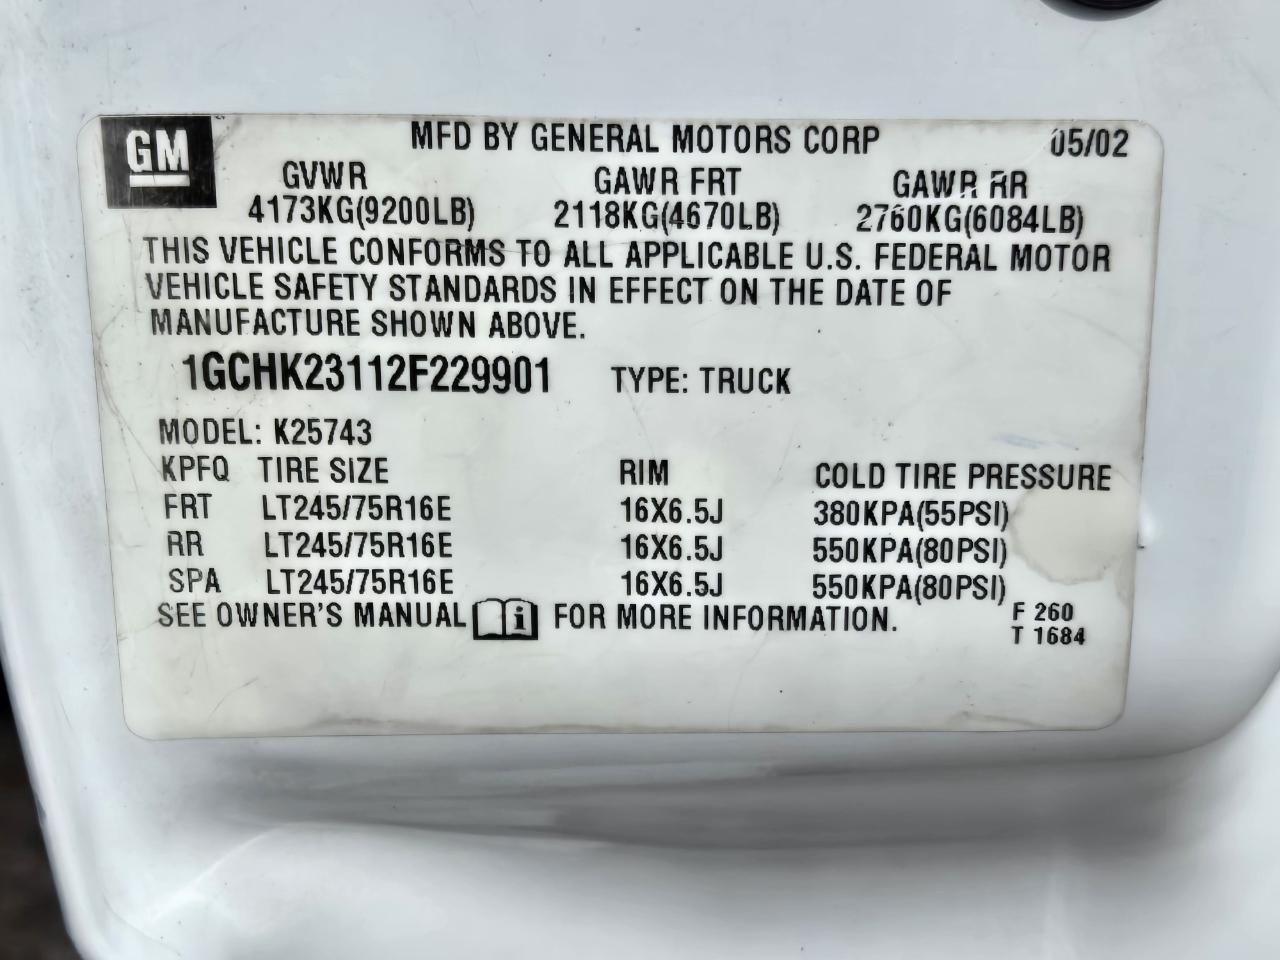 GM
MFD BY GENERAL MOTORS CORP 05/02
GVWR GAWR FRT GAWR RR
4173KG(9200LB) 2118KG(4670LB) 2760KG(6084LB)
THIS VEHICLE CONFORMS TO ALL APPLICABLE U.S. FEDERAL MOTOR
VEHICLE SAFETY STANDARDS IN EFFECT ON THE DATE OF
MANUFACTURE SHOWN ABOVE.
1GCHK23112F229901 TYPE: TRUCK
MODEL: K25743
KPFQ TIRE SIZE RIM COLD TIRE PRESSURE
FRT LT245/75R16E 16X6.5J 380KPA(55PSI)
RR LT245/75R16E 16X6.5J 550KPA(80PSI)
SPA LT245/75R16E 16X6.5J 550KPA(80PSI)
SEE OWNER'S MANUAL i FOR MORE INFORMATION.
F 260
T 1684